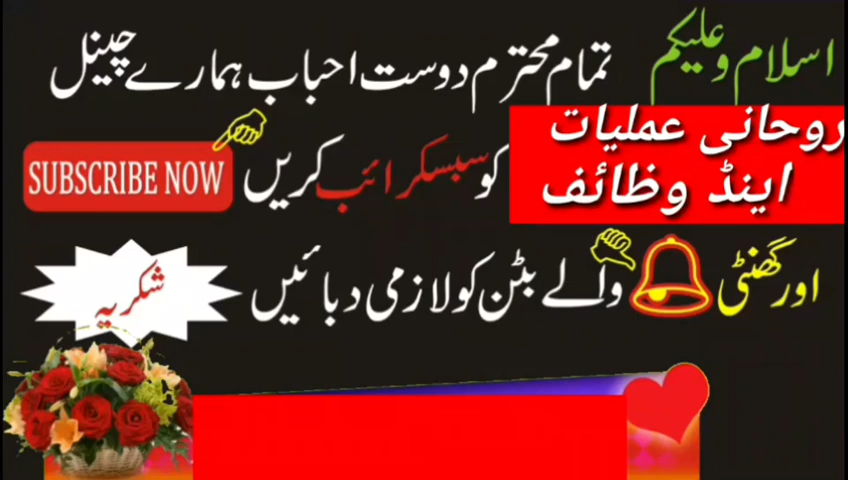 اسلام و علیکم تمام محترم دوست احباب ہمارے چینل
روحانی عملیات
اینڈ وظائف
کو سبسکرائب کریں SUBSCRIBE NOW
اور گھنٹی والے بٹن کو لازمی دبائیں شکریہ